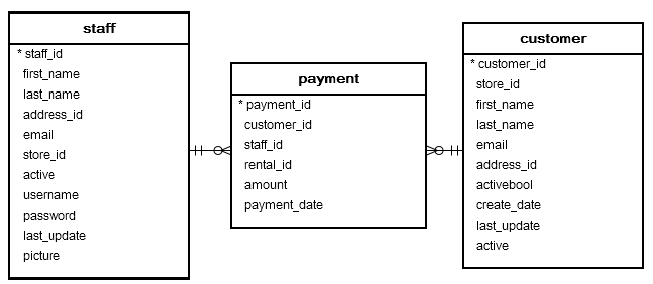 staff
* staff_id
first_name
last_name
address_id
email
store_id
active
username
password
last_update
picture
payment
* payment_id
customer_id
staff_id
rental_id
amount
payment_date
customer
* customer_id
store_id
first_name
last_name
email
address_id
activebool
create_date
last_update
active